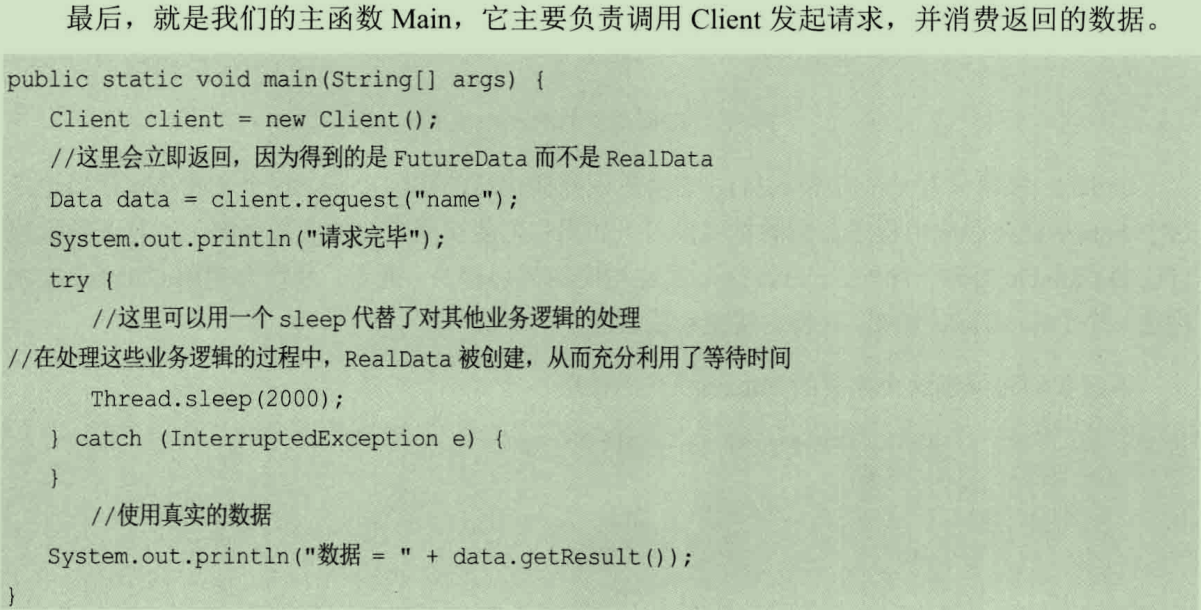 最后，就是我们的主函数 Main，它主要负责调用 Client 发起请求，并消费返回的数据。
public static void main(String[] args) {
    Client client = new Client();
    //这里会立即返回，因为得到的是 FutureData 而不是 RealData
    Data data = client.request("name");
    System.out.println("请求完毕");
    try {
        //这里可以用一个 sleep 代替了对其他业务逻辑的处理
//在处理这些业务逻辑的过程中，RealData 被创建，从而充分利用了等待时间
        Thread.sleep(2000);
    } catch (InterruptedException e) {
    }
        //使用真实的数据
    System.out.println("数据 = " + data.getResult());
}